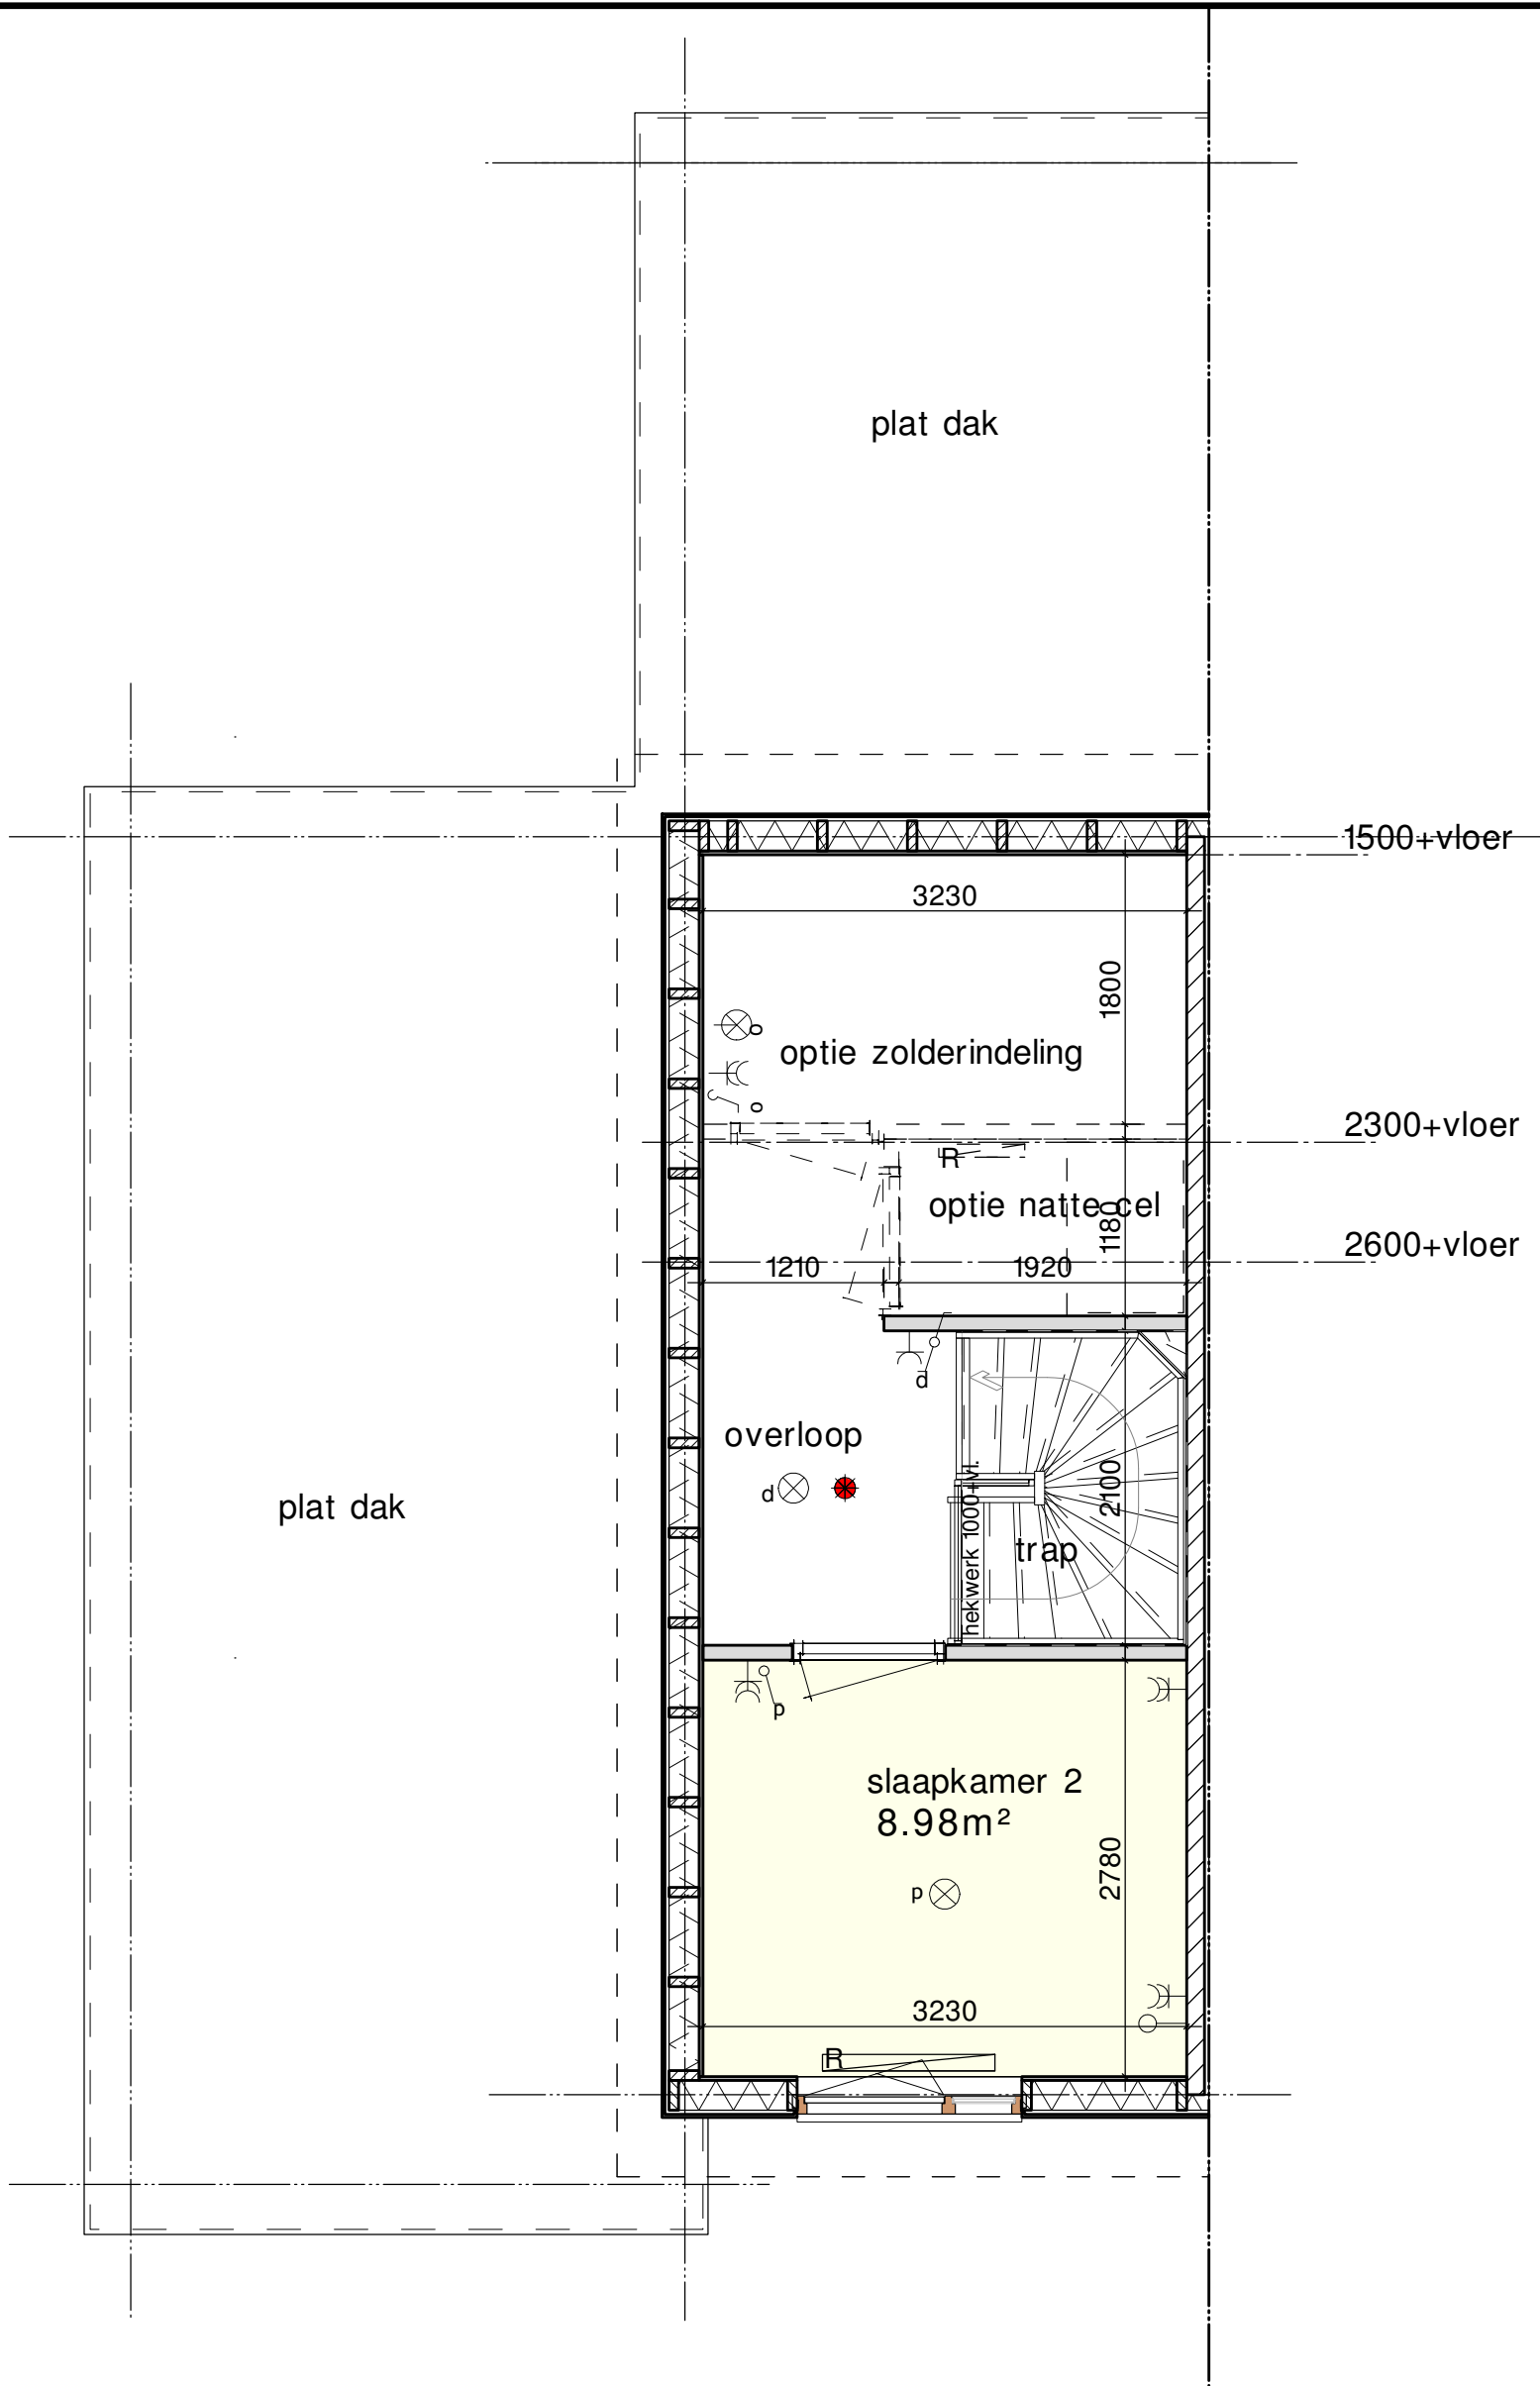 plat dak
1500+vloer
3230
1800
o
optie zolderindeling
o
2300+vloer
R
optie natte cel
1180
2600+vloer
1210
1920
d
overloop
d
hekwerk 1000+vl.
2100
trap
plat dak
p
slaapkamer 2
8.98m²
2780
p
3230
R